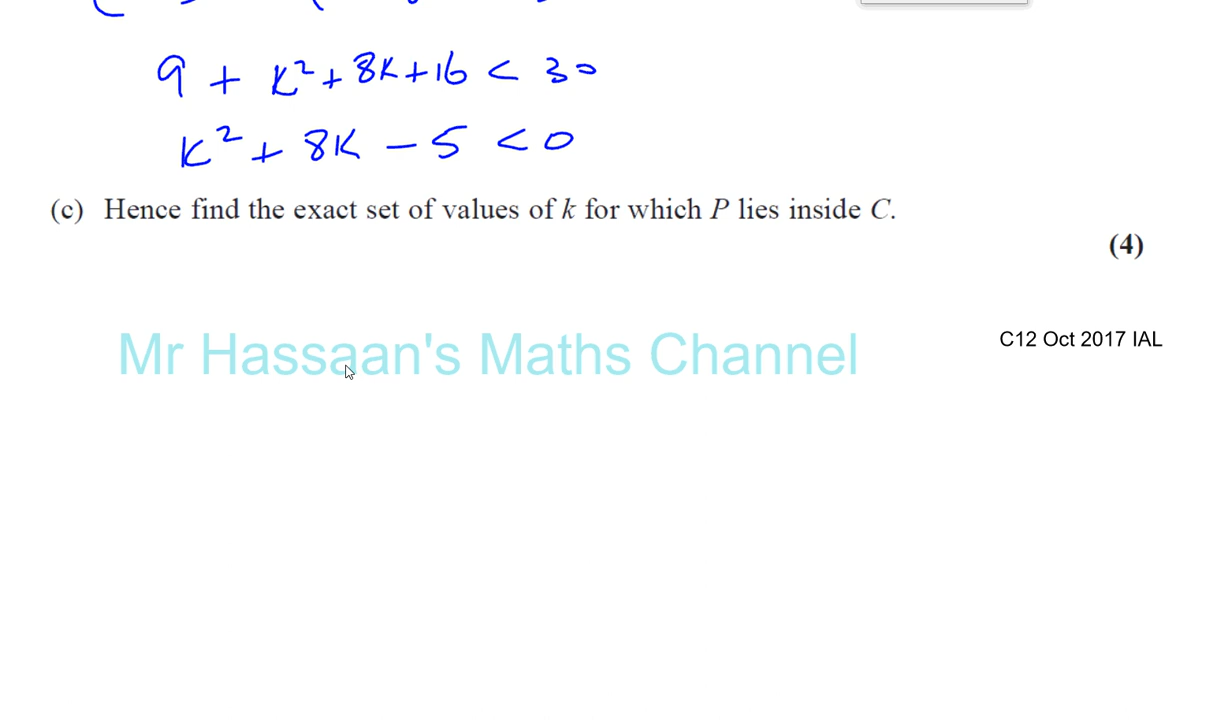 9 + k² + 8k + 16 < 30
k² + 8k - 5 < 0
(c) Hence find the exact set of values of k for which P lies inside C.
(4)
C12 Oct 2017 IAL
Mr Hassaan's Maths Channel